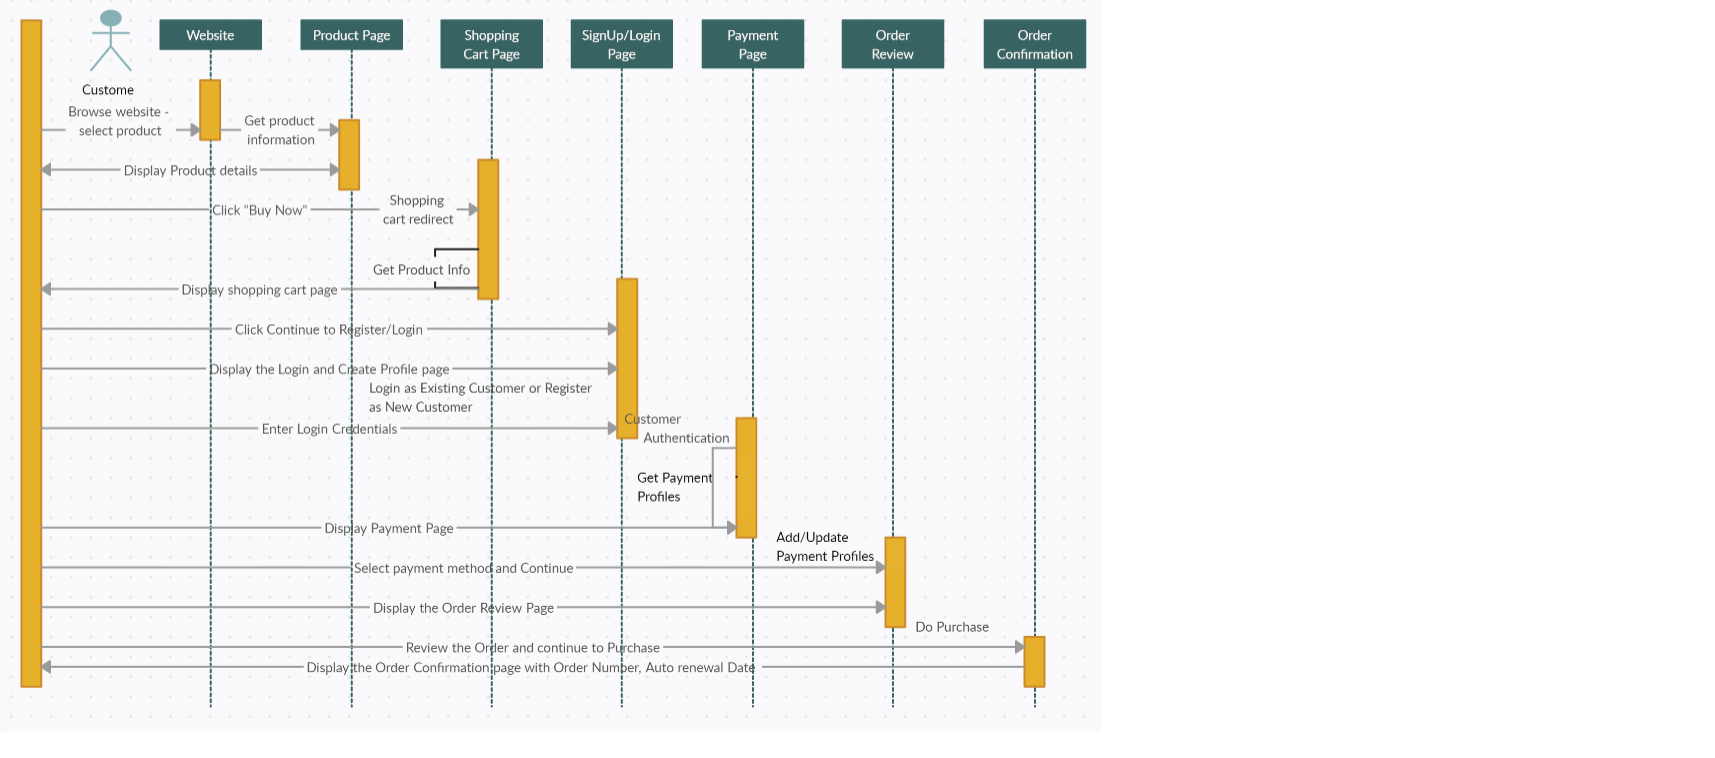 Website
Product Page
Shopping
Cart Page
SignUp/Login
Page
Payment
Page
Order
Review
Order
Confirmation
Custome
Browse website -
select product
Get product
information
Display Product details
Click "Buy Now"
Shopping
cart redirect
Get Product Info
Display shopping cart page
Click Continue to Register/Login
Display the Login and Create Profile page
Login as Existing Customer or Register
as New Customer
Enter Login Credentials
Customer
Authentication
Get Payment
Profiles
Display Payment Page
Add/Update
Payment Profiles
Select payment method and Continue
Display the Order Review Page
Do Purchase
Review the Order and continue to Purchase
Display the Order Confirmation page with Order Number, Auto renewal Date